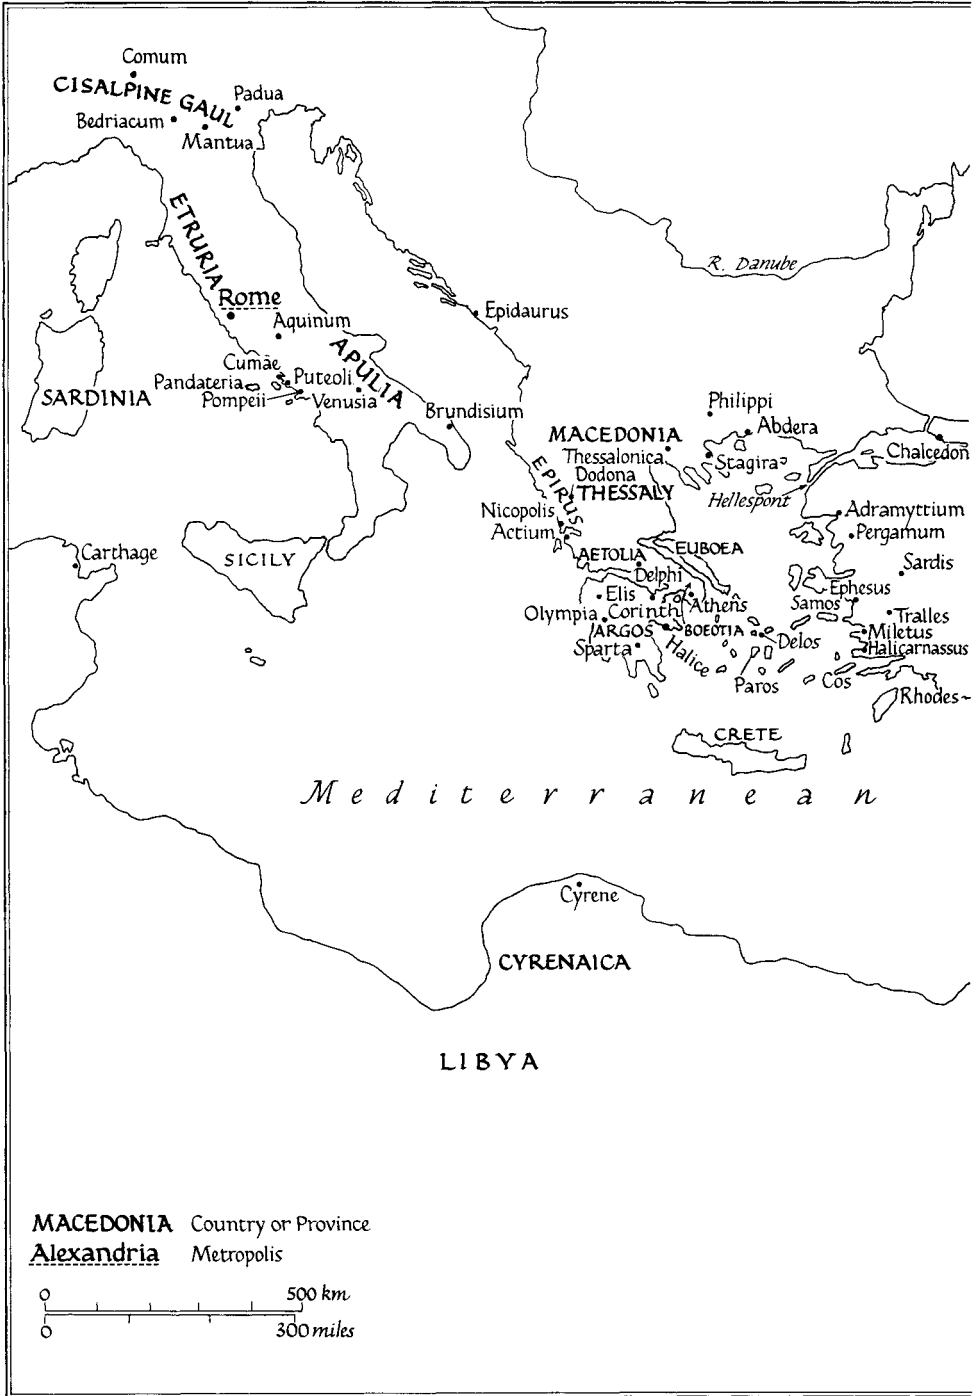 Comum
CISALPINE GAUL
Padua
Bedriacum
Mantua
ETRURIA
R. Danube
Rome
Epidaurus
Aquinum
APULIA
Cumae
Puteoli
Pandateria
SARDINIA
Pompeii
Venusia
Brundisium
Philippi
Abdera
MACEDONIA
Chalcedon
Thessalonica
Stagira
EPIRUS
Dodona
THESSALY
Hellespont
Nicopolis
Adramyttium
Actium
Pergamum
Carthage
SICILY
AETOLIA
EUBOEA
Sardis
Delphi
Ephesus
Elis
Samos
Athens
Olympia
Corinth
Tralles
ARGOS
BOEOTIA
Miletus
Delos
Sparta
Halice
Halicarnassus
Paros
Cos
Rhodes
CRETE
Mediterranean
Cyrene
CYRENAICA
LIBYA
MACEDONIA Country or Province
Alexandria Metropolis
0 500 km
0 300 miles